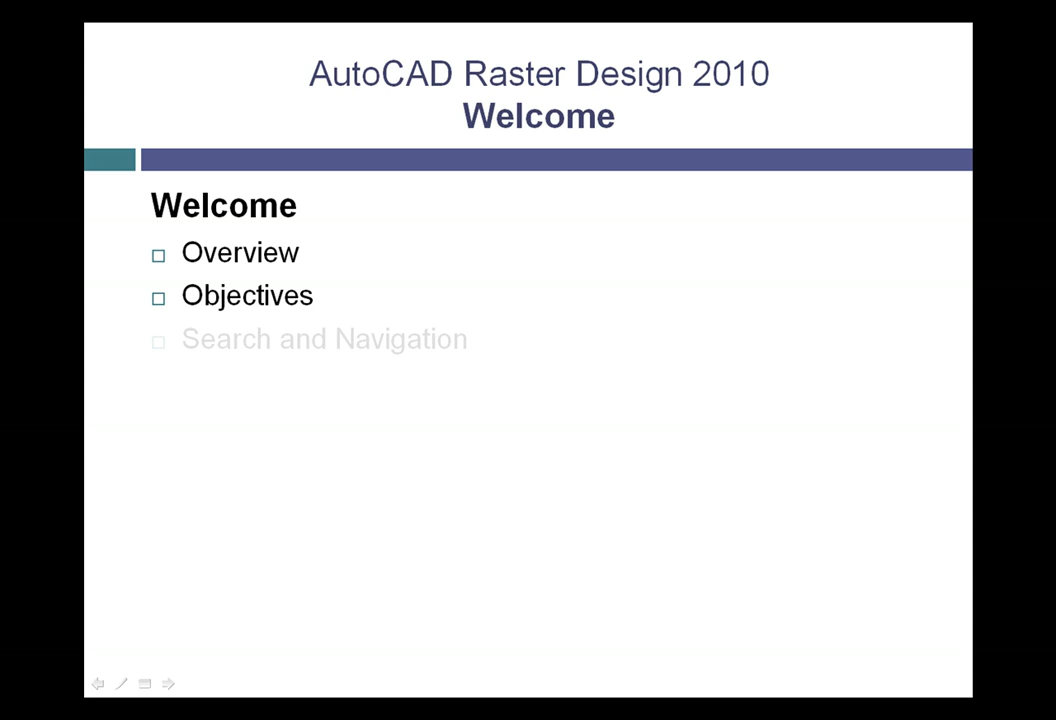 AutoCAD Raster Design 2010
Welcome
Welcome
Overview
Objectives
Search and Navigation